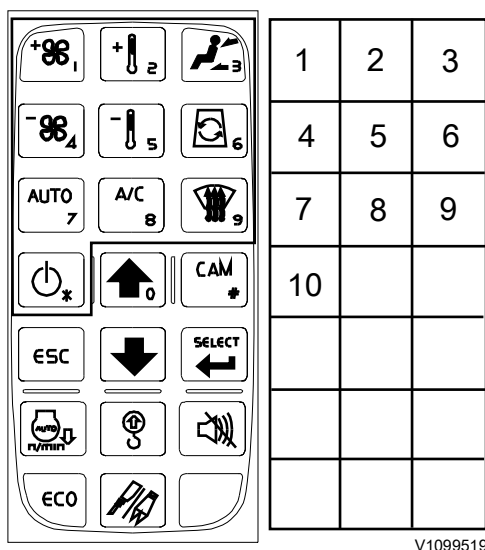 + 1 + 2 3 1 2 3
- 4 - 5 6 4 5 6
AUTO 7 A/C 8 9 7 8 9
* 0 CAM # 10
ESC SELECT
AUTO n/min
ECO
V1099519